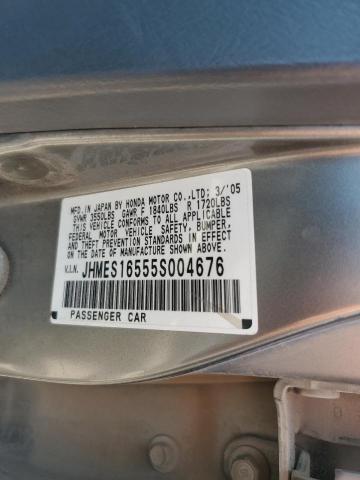 MFD. IN JAPAN BY HONDA MOTOR CO.,LTD; 3/'05
GVWR 3550LBS GAWR F 1840LBS R 1720LBS
THIS VEHICLE CONFORMS TO ALL APPLICABLE
FEDERAL MOTOR VEHICLE SAFETY, BUMPER,
AND THEFT PREVENTION STANDARDS IN EFFECT
ON THE DATE OF MANUFACTURE SHOWN ABOVE.
V.I.N. JHMES16555S004676
PASSENGER CAR